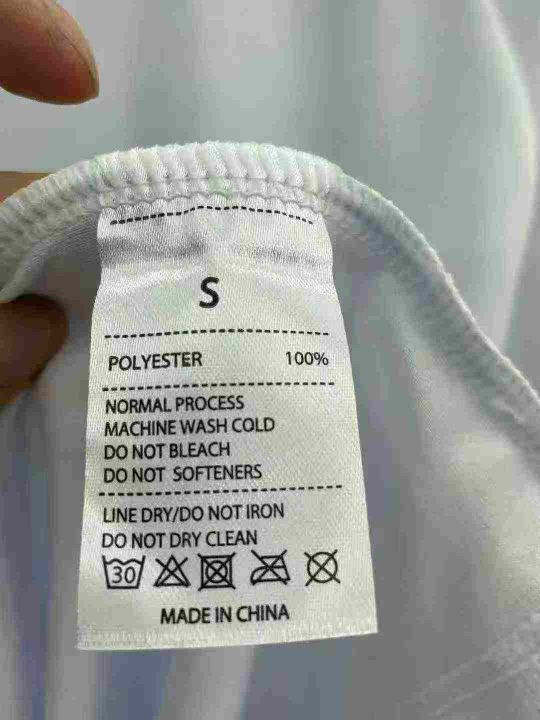 S
POLYESTER 100%
NORMAL PROCESS
MACHINE WASH COLD
DO NOT BLEACH
DO NOT SOFTENERS
LINE DRY/DO NOT IRON
DO NOT DRY CLEAN
30
MADE IN CHINA